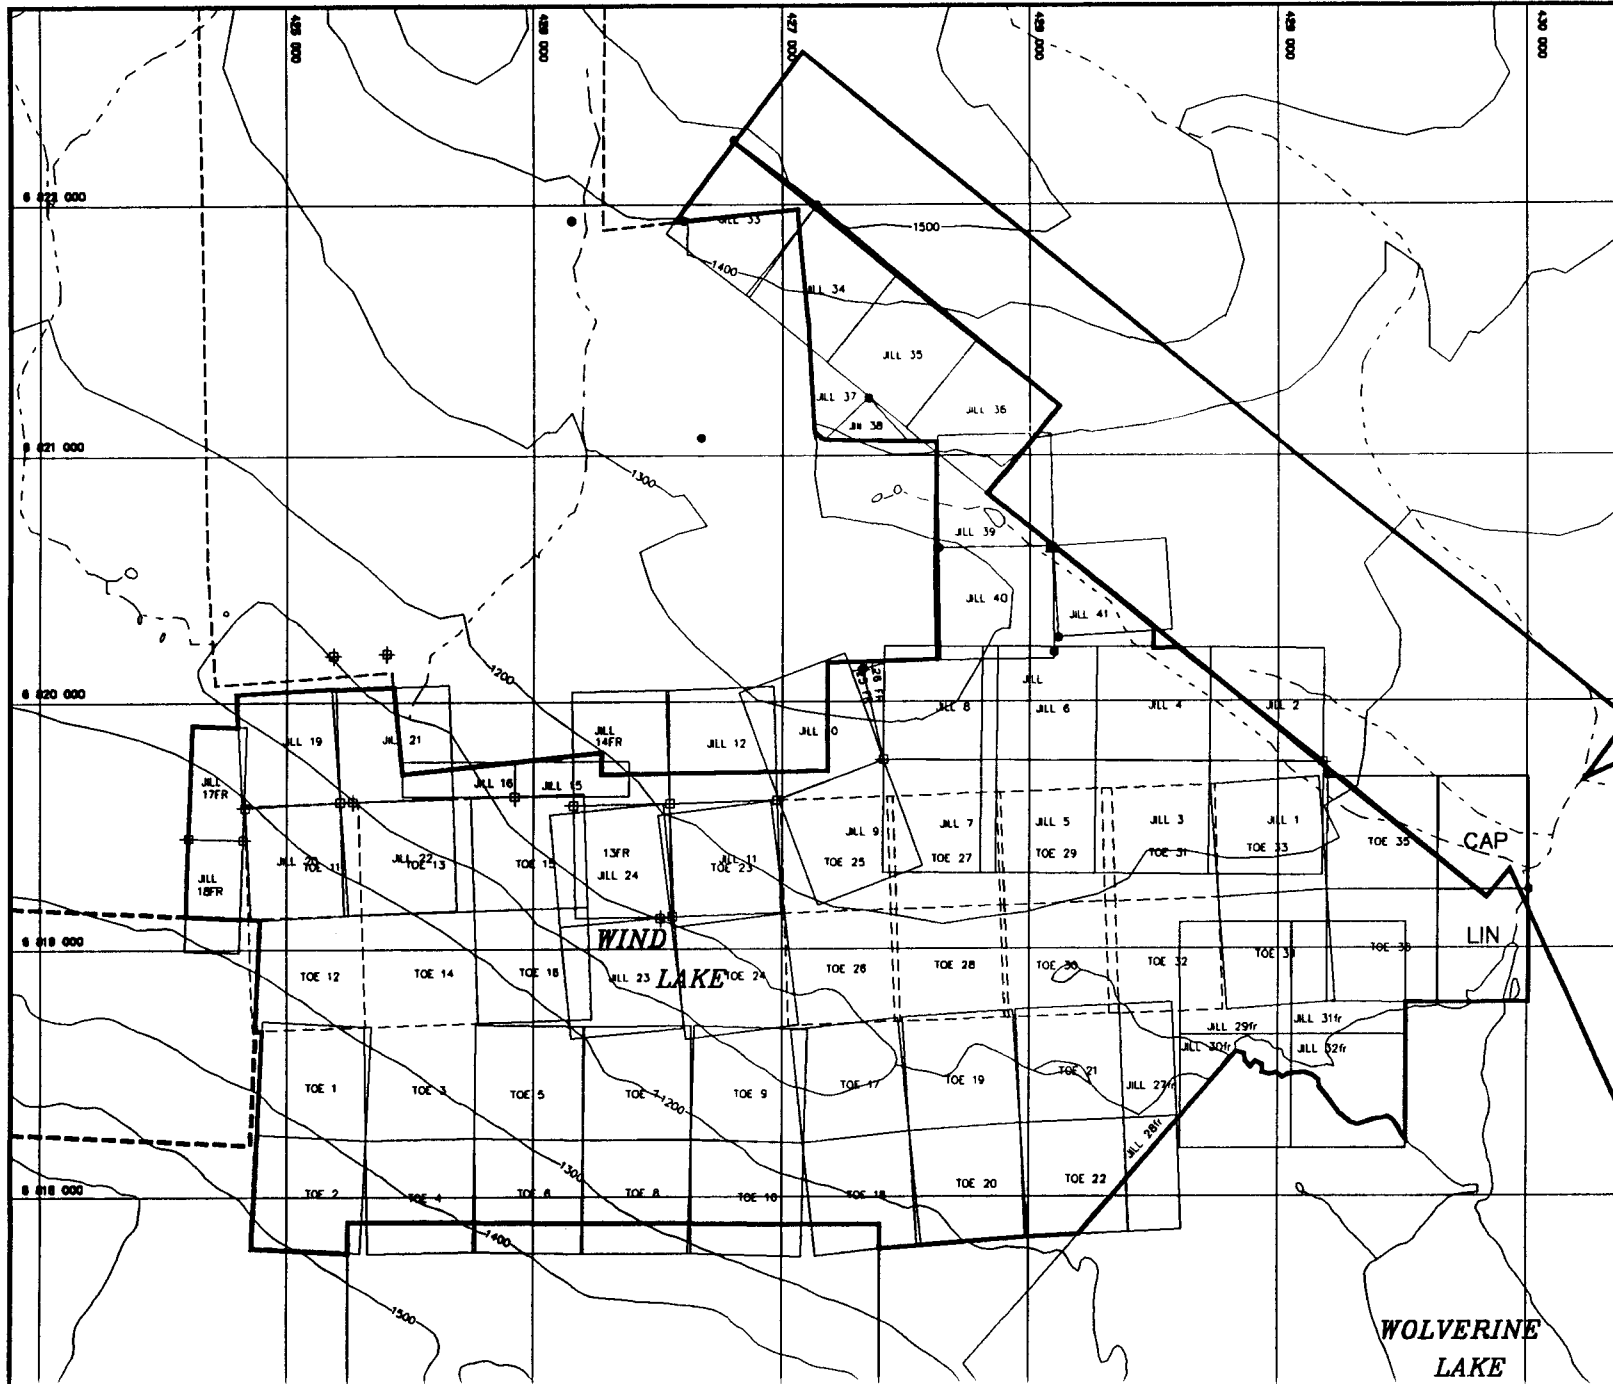 425 000
426 000
427 000
428 000
429 000
430 000
6 822 000
JILL 33
1500
1400
JILL 34
JILL 35
JILL 37
JILL 36
JILL 38
6 821 000
1300
JILL 39
JILL 40
JILL 41
1200
26 FR
JILL
6 820 000
JILL 8
JILL 6
JILL 4
JILL 2
JILL 19
JILL 21
JILL
14FR
JILL 12
JILL
17FR
JILL 16
JILL 15
JILL 9
JILL 7
JILL 5
JILL 3
JILL 1
TOE 35
CAP
13FR
JILL 20
TOE 11
JILL 22
TOE 13
TOE 15
JILL 24
JILL 11
TOE 23
TOE 25
TOE 27
TOE 29
TOE 31
TOE 33
JILL
18FR
6 819 000
WIND
LAKE
LIN
TOE 12
TOE 14
TOE 16
JILL 23
TOE 24
TOE 26
TOE 28
TOE 30
TOE 32
JILL 29fr
JILL 31fr
JILL 30fr
JILL 32fr
TOE 1
TOE 3
TOE 5
TOE 7
1200
TOE 9
TOE 17
TOE 19
TOE 21
JILL 27fr
JILL 28fr
1300
6 818 000
TOE 2
TOE 4
TOE 6
TOE 8
TOE 10
TOE 18
TOE 20
TOE 22
1400
1500
WOLVERINE
LAKE